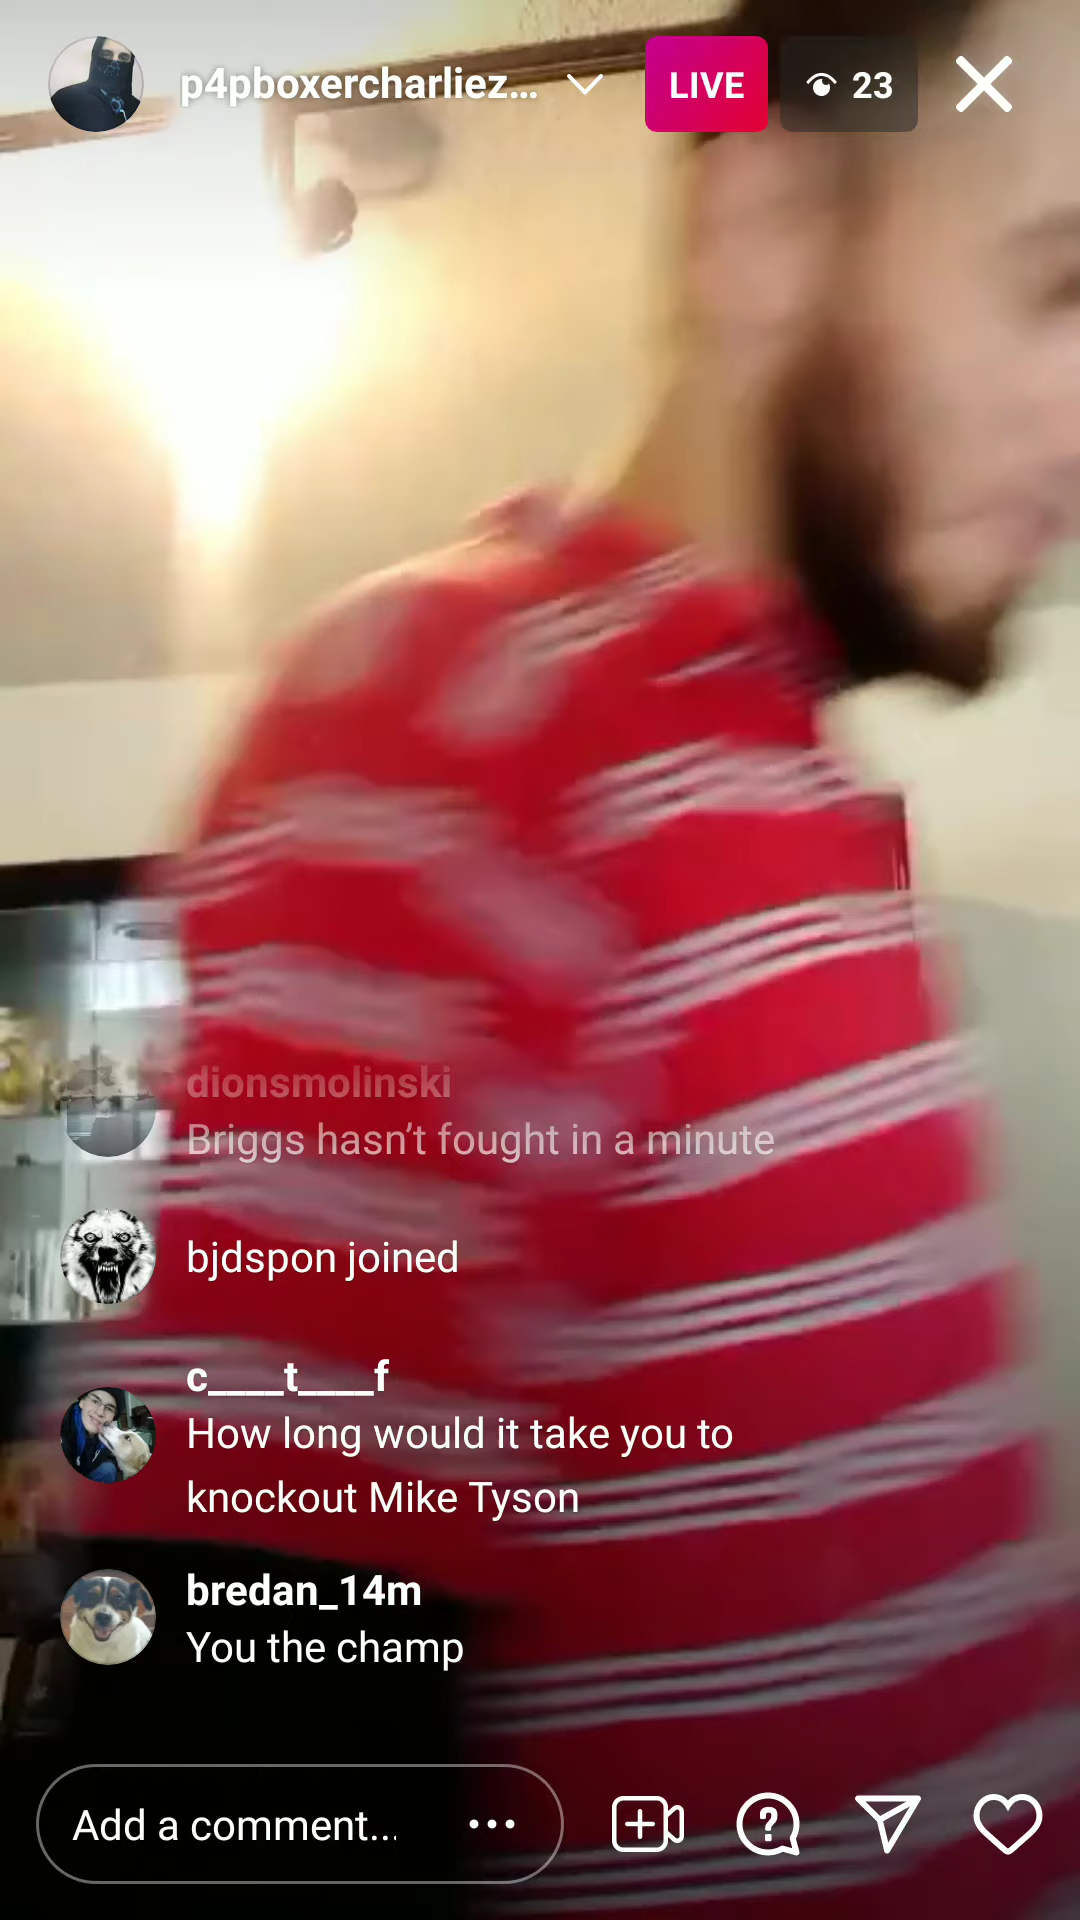 p4pboxercharliez...
LIVE
23
dionsmolinski
Briggs hasn’t fought in a minute
bjdspon joined
c____t____f
How long would it take you to
knockout Mike Tyson
bredan_14m
You the champ
Add a comment...